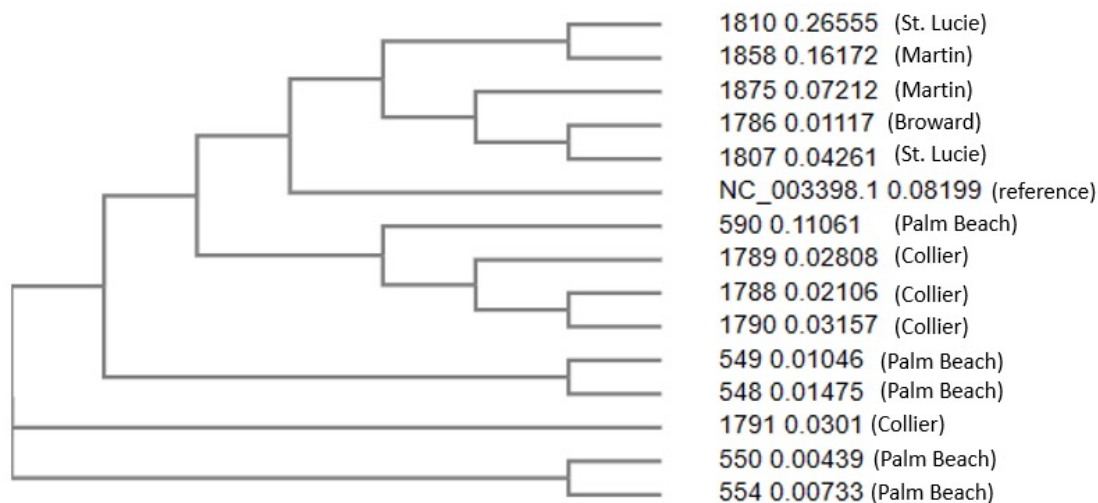 1810 0.26555 (St. Lucie)
1858 0.16172 (Martin)
1875 0.07212 (Martin)
1786 0.01117 (Broward)
1807 0.04261 (St. Lucie)
NC_003398.1 0.08199 (reference)
590 0.11061 (Palm Beach)
1789 0.02808 (Collier)
1788 0.02106 (Collier)
1790 0.03157 (Collier)
549 0.01046 (Palm Beach)
548 0.01475 (Palm Beach)
1791 0.0301 (Collier)
550 0.00439 (Palm Beach)
554 0.00733 (Palm Beach)